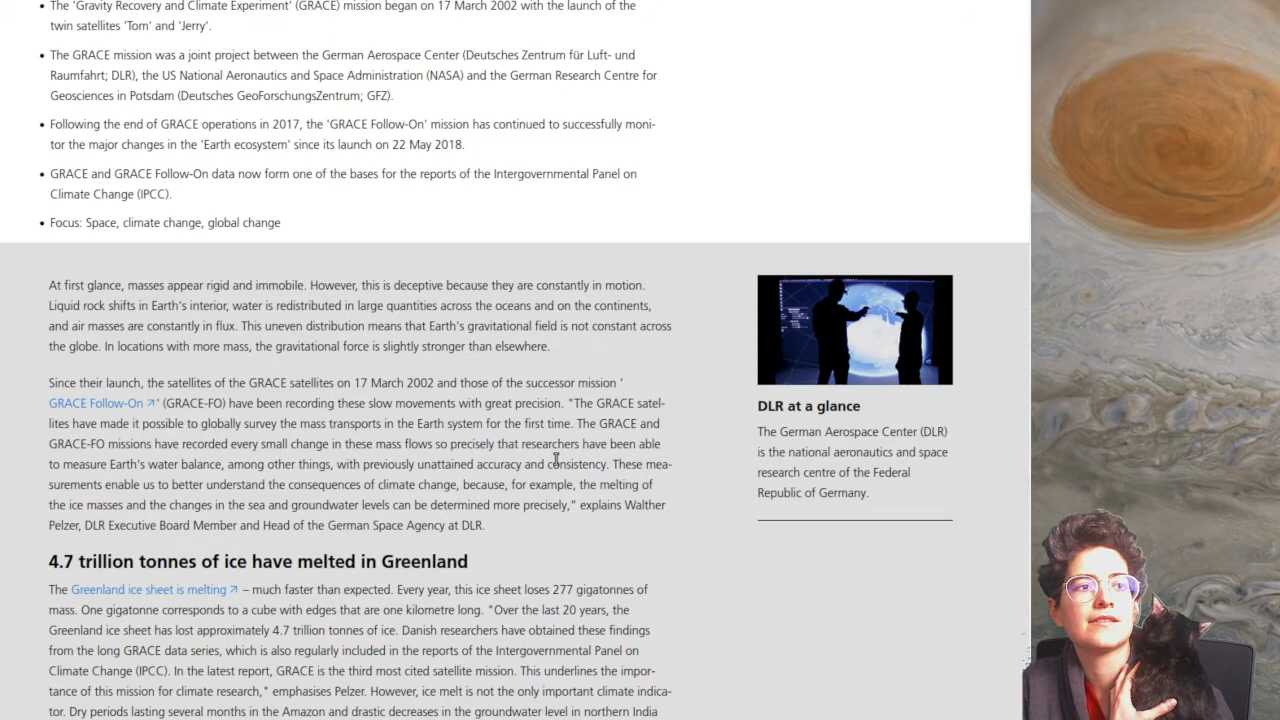 • The 'Gravity Recovery and Climate Experiment' (GRACE) mission began on 17 March 2002 with the launch of the
twin satellites 'Tom' and 'Jerry'.
• The GRACE mission was a joint project between the German Aerospace Center (Deutsches Zentrum für Luft- und
Raumfahrt; DLR), the US National Aeronautics and Space Administration (NASA) and the German Research Centre for
Geosciences in Potsdam (Deutsches GeoForschungsZentrum; GFZ).
• Following the end of GRACE operations in 2017, the 'GRACE Follow-On' mission has continued to successfully moni-
tor the major changes in the 'Earth ecosystem' since its launch on 22 May 2018.
• GRACE and GRACE Follow-On data now form one of the bases for the reports of the Intergovernmental Panel on
Climate Change (IPCC).
• Focus: Space, climate change, global change
At first glance, masses appear rigid and immobile. However, this is deceptive because they are constantly in motion.
Liquid rock shifts in Earth's interior, water is redistributed in large quantities across the oceans and on the continents,
and air masses are constantly in flux. This uneven distribution means that Earth's gravitational field is not constant across
the globe. In locations with more mass, the gravitational force is slightly stronger than elsewhere.
Since their launch, the satellites of the GRACE satellites on 17 March 2002 and those of the successor mission '
GRACE Follow-On' (GRACE-FO) have been recording these slow movements with great precision. "The GRACE satel-
lites have made it possible to globally survey the mass transports in the Earth system for the first time. The GRACE and
GRACE-FO missions have recorded every small change in these mass flows so precisely that researchers have been able
to measure Earth's water balance, among other things, with previously unattained accuracy and consistency. These mea-
surements enable us to better understand the consequences of climate change, because, for example, the melting of
the ice masses and the changes in the sea and groundwater levels can be determined more precisely," explains Walther
Pelzer, DLR Executive Board Member and Head of the German Space Agency at DLR.
4.7 trillion tonnes of ice have melted in Greenland
The Greenland ice sheet is melting – much faster than expected. Every year, this ice sheet loses 277 gigatonnes of
mass. One gigatonne corresponds to a cube with edges that are one kilometre long. "Over the last 20 years, the
Greenland ice sheet has lost approximately 4.7 trillion tonnes of ice. Danish researchers have obtained these findings
from the long GRACE data series, which is also regularly included in the reports of the Intergovernmental Panel on
Climate Change (IPCC). In the latest report, GRACE is the third most cited satellite mission. This underlines the impor-
tance of this mission for climate research," emphasises Pelzer. However, ice melt is not the only important climate indica-
tor. Dry periods lasting several months in the Amazon and drastic decreases in the groundwater level in northern India
DLR at a glance
The German Aerospace Center (DLR)
is the national aeronautics and space
research centre of the Federal
Republic of Germany.